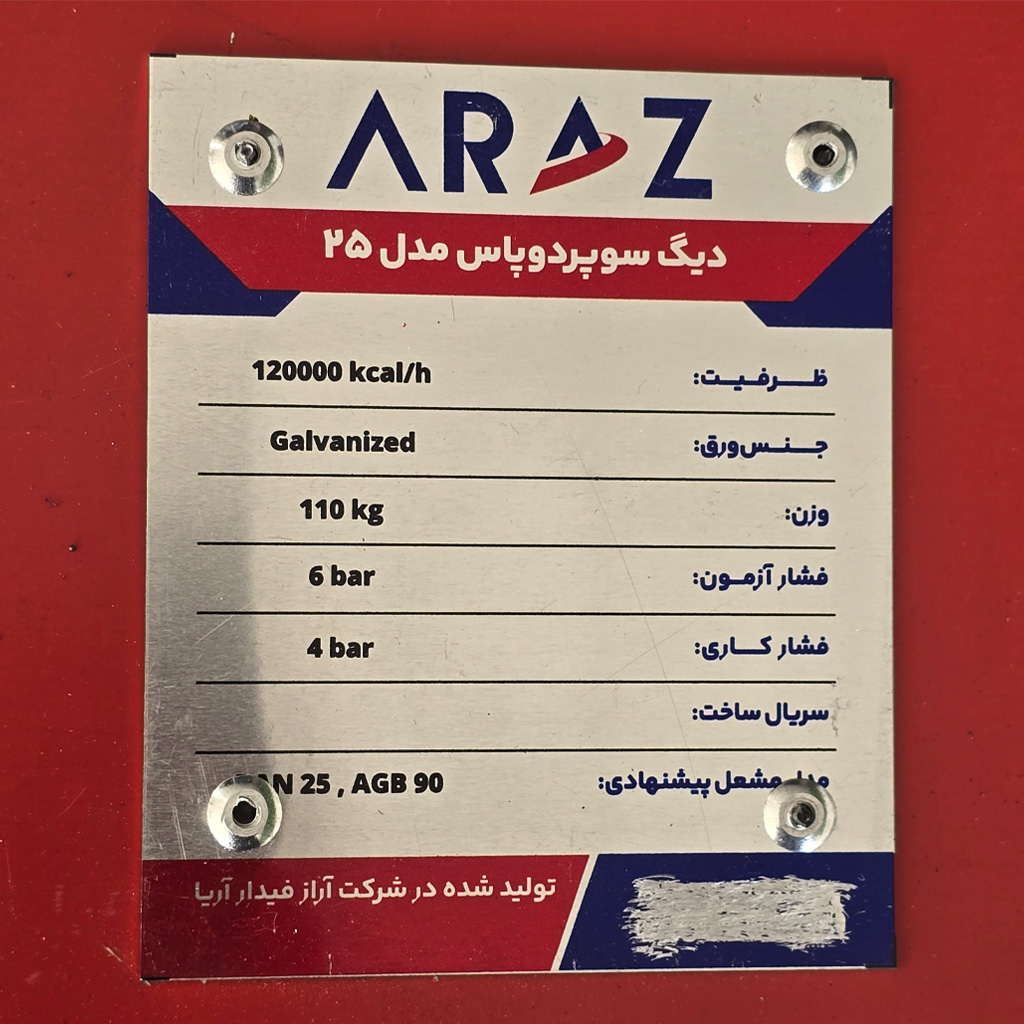 ARAZ
دیگ سوپردوپاس مدل ۲۵
ظرفیت: 120000 kcal/h
جنس‌ورق: Galvanized
وزن: 110 kg
فشار آزمون: 6 bar
فشار کاری: 4 bar
سریال ساخت:
مشعل پیشنهادی: 25 , AGB 90
تولید شده در شرکت آراز فیدار آریا